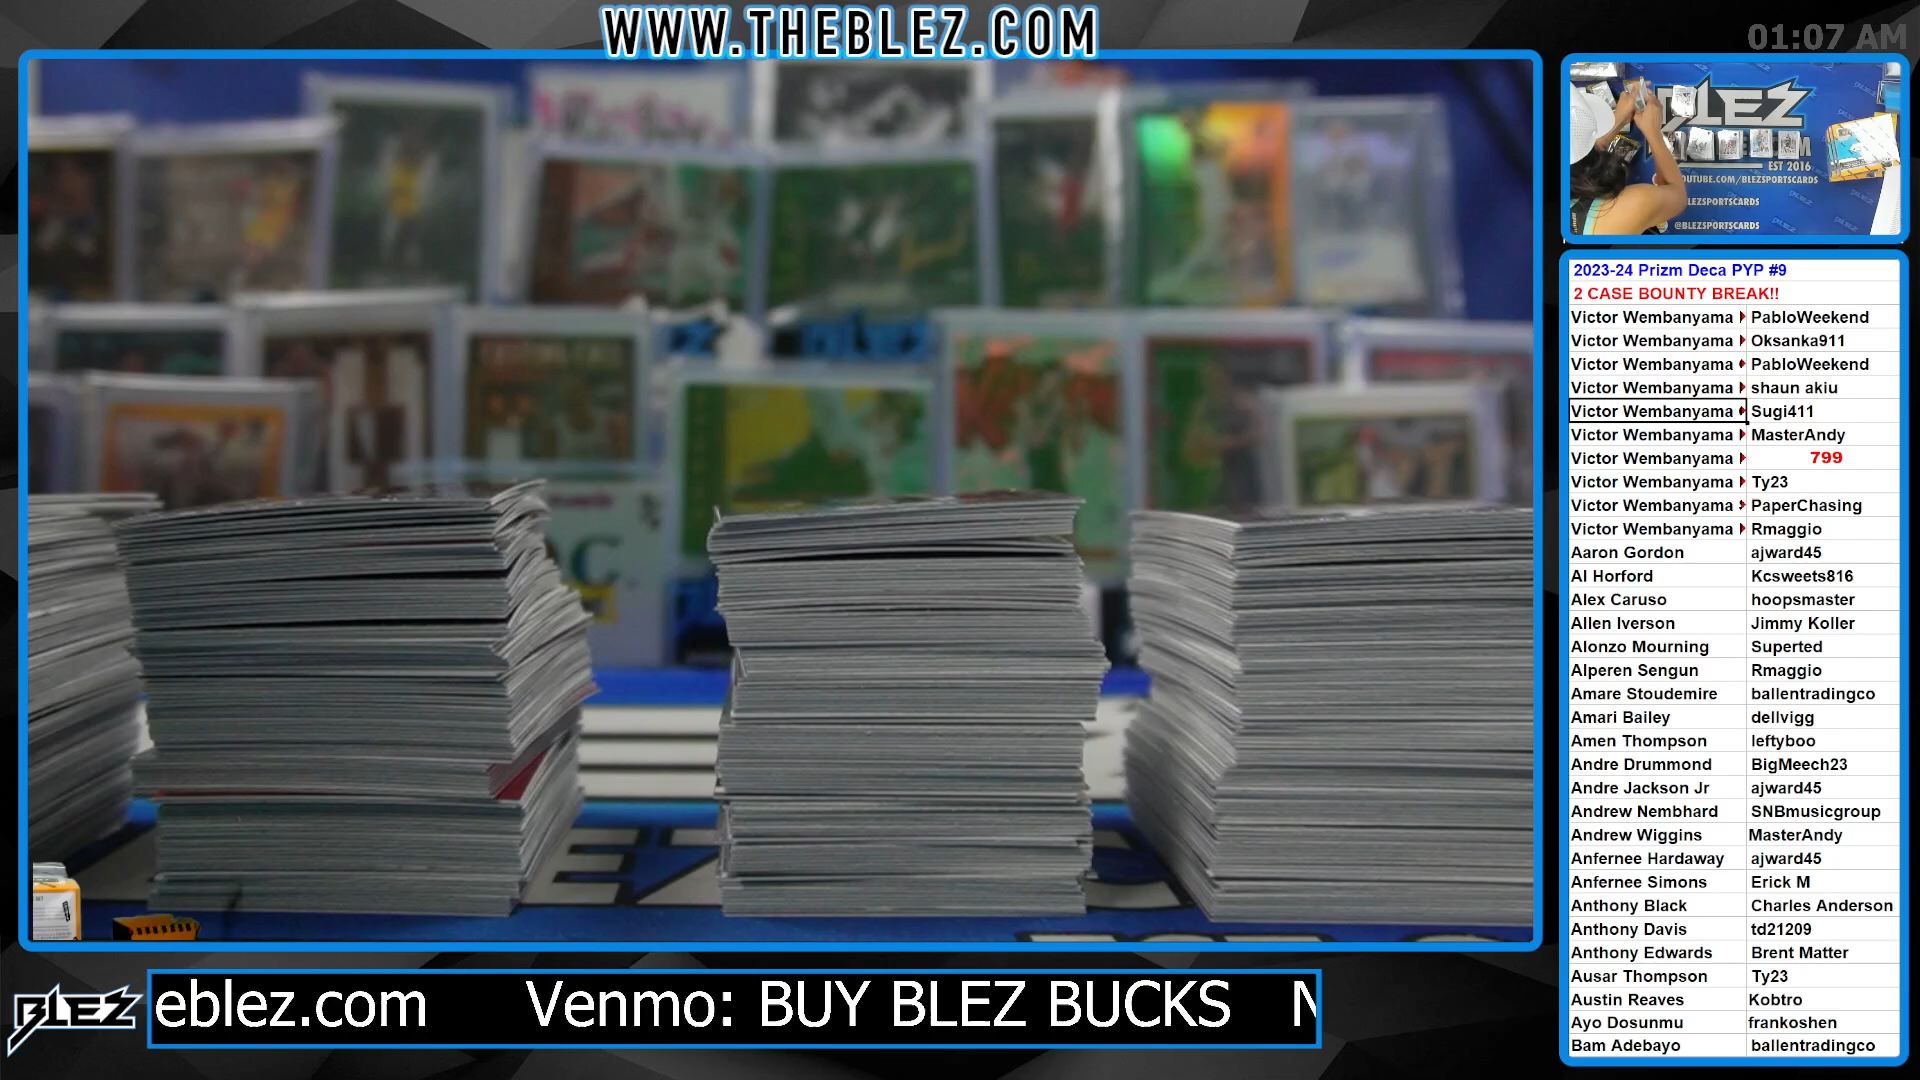 WWW.THEBLEZ.COM
01:07 AM
BLEZ
EST 2016
YOUTUBE.COM/BLEZSPORTSCARDS
BLEZSPORTSCARDS
@BLEZSPORTSCARDS
2023-24 Prizm Deca PYP #9
2 CASE BOUNTY BREAK!!
Victor Wembanyama PabloWeekend
Victor Wembanyama Oksanka911
Victor Wembanyama PabloWeekend
Victor Wembanyama shaun akiu
Victor Wembanyama Sugi411
Victor Wembanyama MasterAndy
Victor Wembanyama 799
Victor Wembanyama Ty23
Victor Wembanyama PaperChasing
Victor Wembanyama Rmaggio
Aaron Gordon ajward45
Al Horford Kcsweets816
Alex Caruso hoopsmaster
Allen Iverson Jimmy Koller
Alonzo Mourning Superted
Alperen Sengun Rmaggio
Amare Stoudemire ballentradingco
Amari Bailey dellvigg
Amen Thompson leftyboo
Andre Drummond BigMeech23
Andre Jackson Jr ajward45
Andrew Nembhard SNBmusicgroup
Andrew Wiggins MasterAndy
Anfernee Hardaway ajward45
Anfernee Simons Erick M
Anthony Black Charles Anderson
Anthony Davis td21209
Anthony Edwards Brent Matter
Ausar Thompson Ty23
Austin Reaves Kobtro
Ayo Dosunmu frankoshen
Bam Adebayo ballentradingco
BLEZ
eblez.com Venmo: BUY BLEZ BUCKS